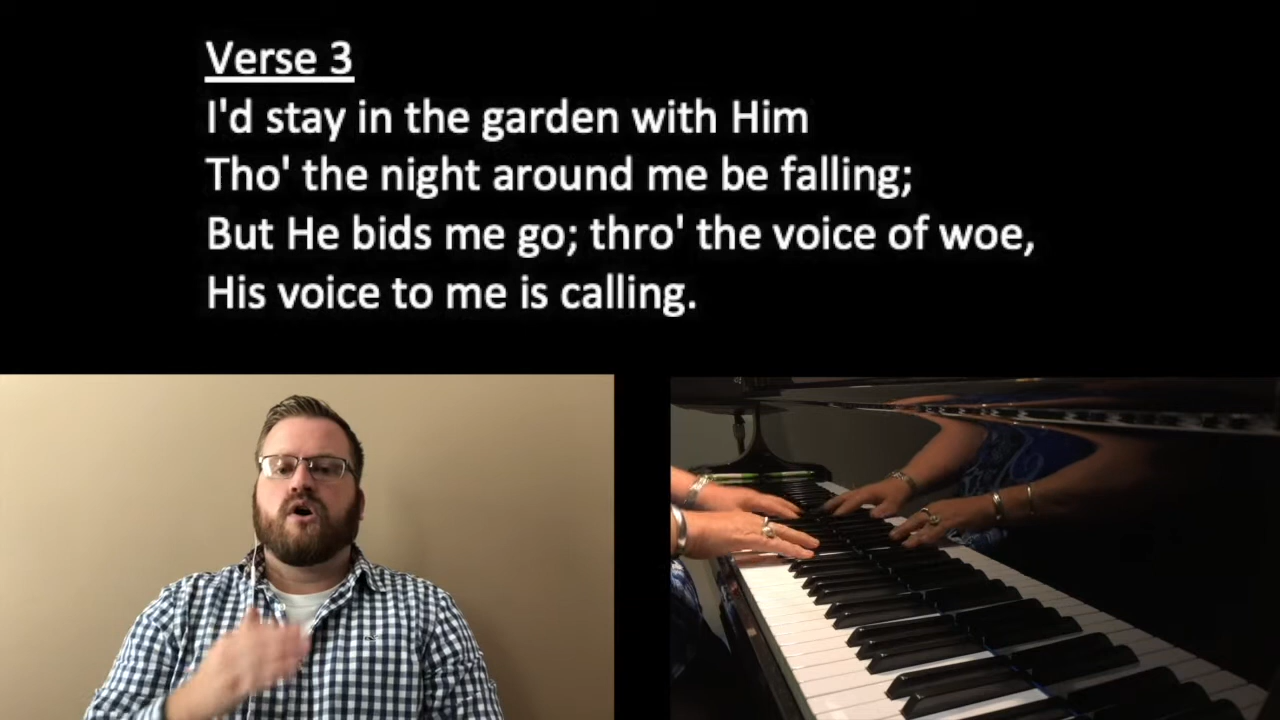 Verse 3
I'd stay in the garden with Him
Tho' the night around me be falling;
But He bids me go; thro' the voice of woe,
His voice to me is calling.